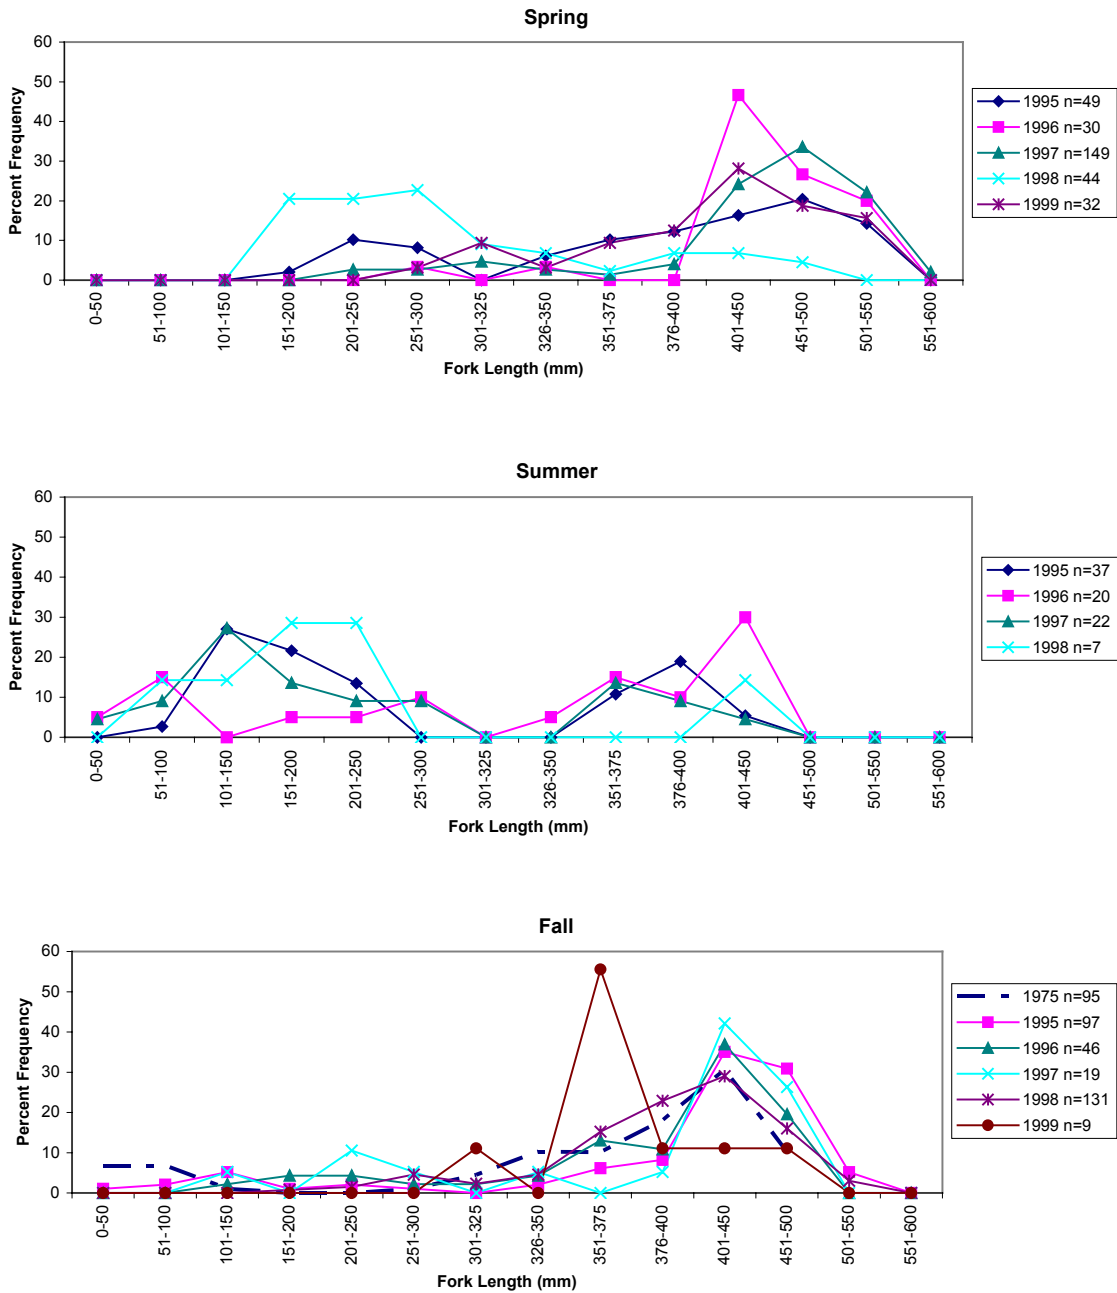 Spring
60
50
40
30
20
10
0
Percent Frequency
0-50
51-100
101-150
151-200
201-250
251-300
301-325
326-350
351-375
376-400
401-450
451-500
501-550
551-600
Fork Length (mm)
1995 n=49
1996 n=30
1997 n=149
1998 n=44
1999 n=32
Summer
60
50
40
30
20
10
0
Percent Frequency
0-50
51-100
101-150
151-200
201-250
251-300
301-325
326-350
351-375
376-400
401-450
451-500
501-550
551-600
Fork Length (mm)
1995 n=37
1996 n=20
1997 n=22
1998 n=7
Fall
60
50
40
30
20
10
0
Percent Frequency
0-50
51-100
101-150
151-200
201-250
251-300
301-325
326-350
351-375
376-400
401-450
451-500
501-550
551-600
Fork Length (mm)
1975 n=95
1995 n=97
1996 n=46
1997 n=19
1998 n=131
1999 n=9